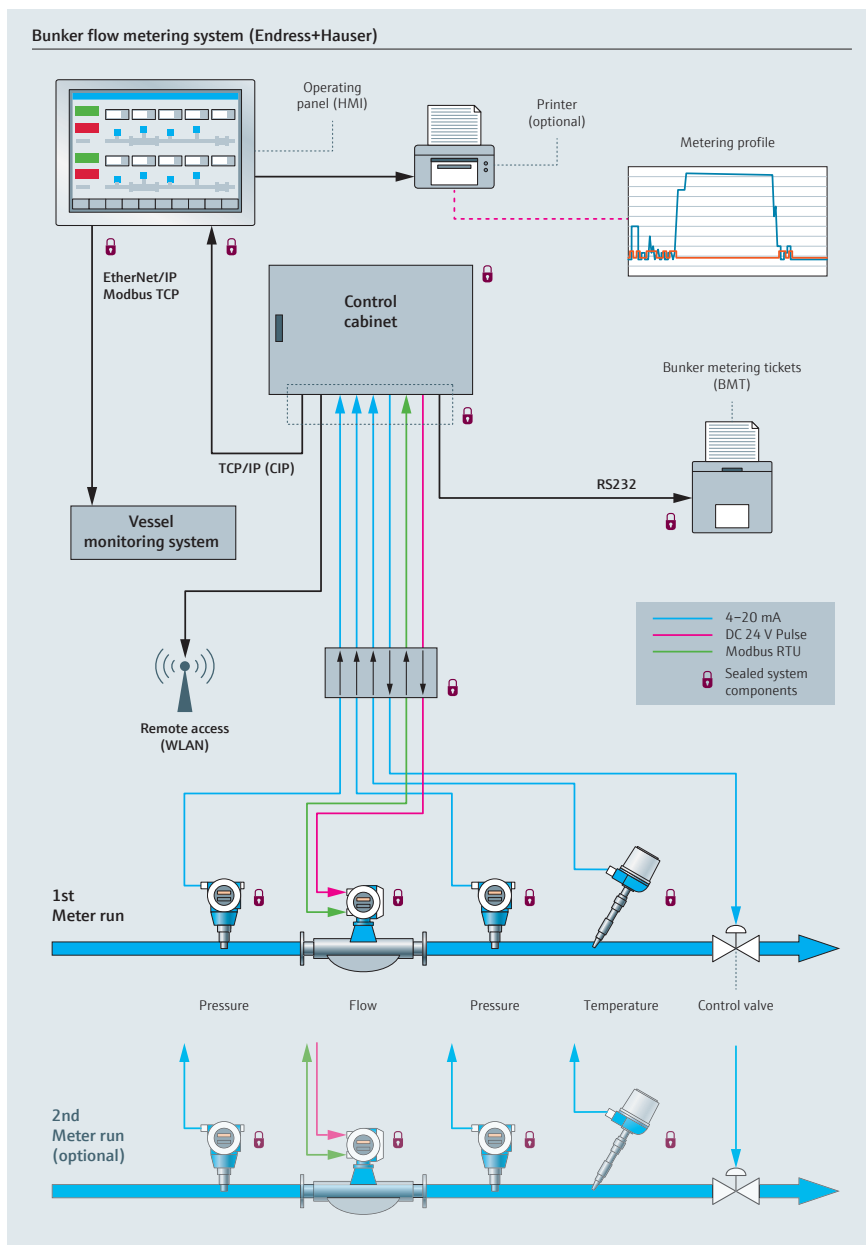 Bunker flow metering system (Endress+Hauser)
Operating
panel (HMI)
Printer
(optional)
Metering profile
EtherNet/IP
Modbus TCP
Control
cabinet
Bunker metering tickets
(BMT)
TCP/IP (CIP)
RS232
Vessel
monitoring system
4–20 mA
DC 24 V Pulse
Modbus RTU
Sealed system
components
Remote access
(WLAN)
1st
Meter run
Pressure
Flow
Pressure
Temperature
Control valve
2nd
Meter run
(optional)